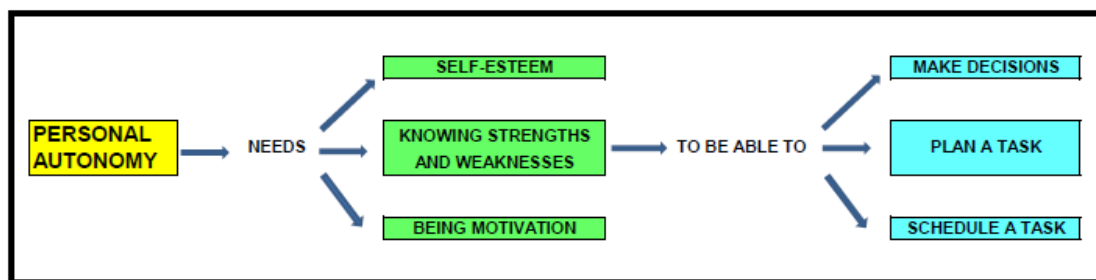 PERSONAL
AUTONOMY
NEEDS
SELF-ESTEEM
KNOWING STRENGTHS
AND WEAKNESSES
BEING MOTIVATION
TO BE ABLE TO
MAKE DECISIONS
PLAN A TASK
SCHEDULE A TASK